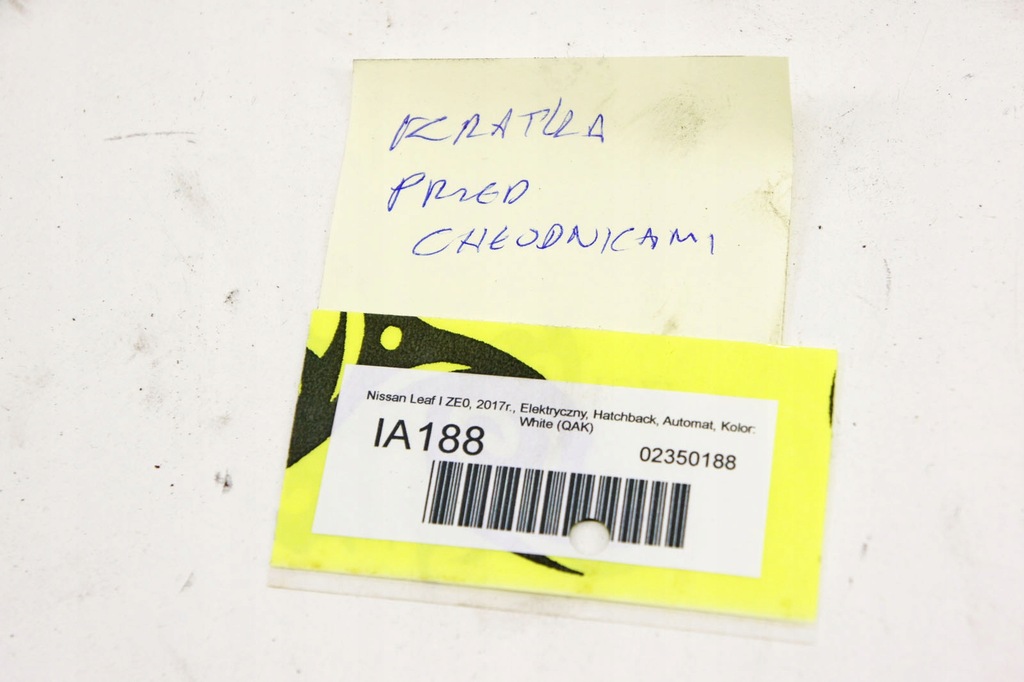 KRATKA
PRZED
CHŁODNICAMI
Nissan Leaf I ZE0, 2017r., Elektryczny, Hatchback, Automat, Kolor:
White (QAK)
IA188
02350188